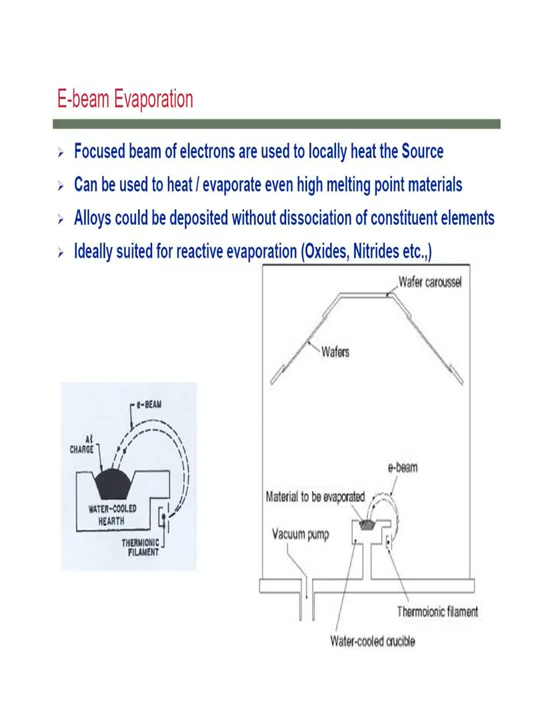 E-beam Evaporation
Focused beam of electrons are used to locally heat the Source
Can be used to heat / evaporate even high melting point materials
Alloys could be deposited without dissociation of constituent elements
Ideally suited for reactive evaporation (Oxides, Nitrides etc.,)
Wafer caroussel
Wafers
e-BEAM
Aℓ
CHARGE
WATER-COOLED
HEARTH
THERMIONIC
FILAMENT
e-beam
Material to be evaporated
Vacuum pump
Thermoionic filament
Water-cooled crucible